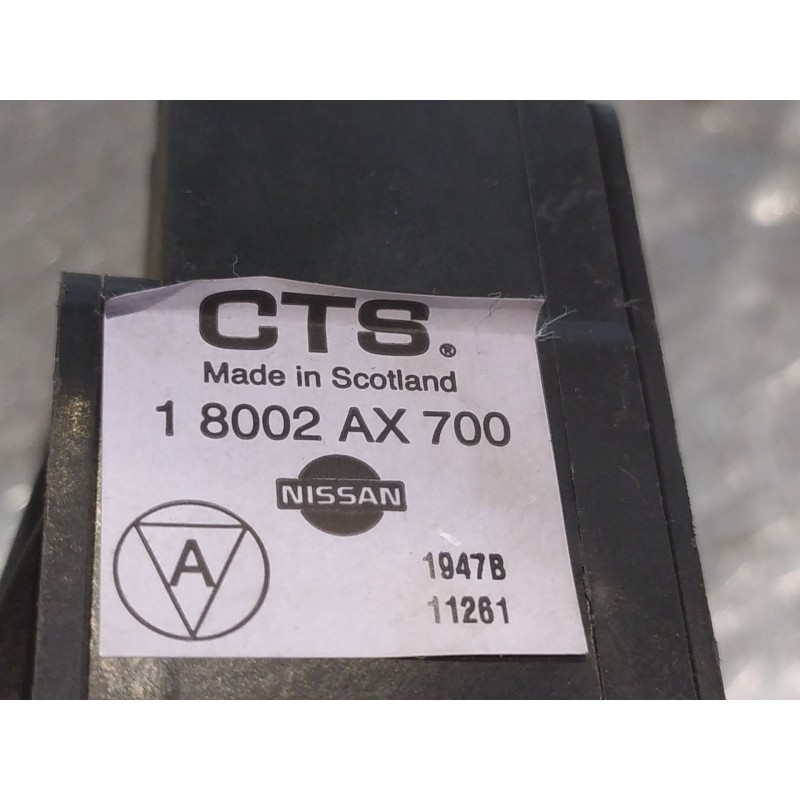 CTS®
Made in Scotland
1 8002 AX 700
NISSAN
A
1947B
11261